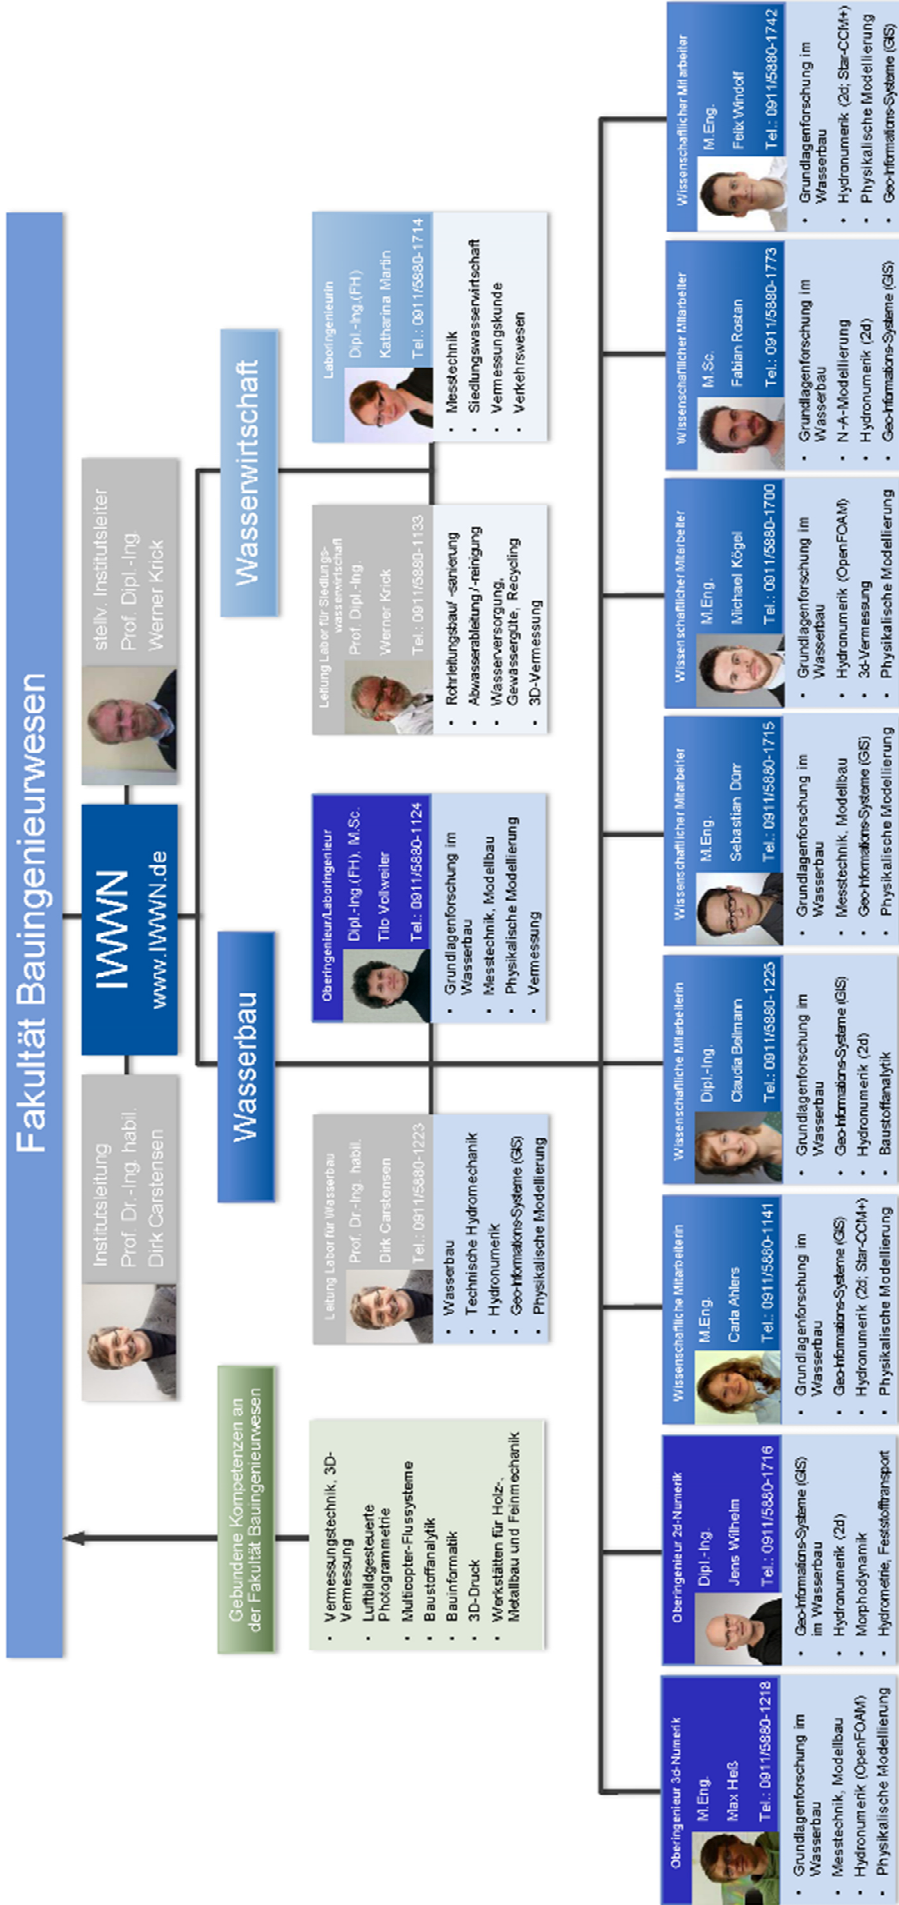 Fakultät Bauingenieurwesen
Institutsleitung
Prof. Dr.-Ing. habil.
Dirk Carstensen
IWWN
www.IWWN.de
stellv. Institutsleiter
Prof. Dipl.-Ing.
Werner Krick
Gebundene Kompetenzen an
der Fakultät Bauingenieurwesen
Wasserbau
Wasserwirtschaft
• Vermessungstechnik, 3D-
Vermessung
• Luftbildgesteuerte
Photogrammetrie
• Multicopter-Flussysteme
• Baustoffanalytik
• Bauinformatik
• 3D-Druck
• Werkstätten für Holz-,
Metallbau und Feinmechanik
Leitung Labor für Wasserbau
Prof. Dr.-Ing. habil.
Dirk Carstensen
Tel.: 0911/5880-1223
• Wasserbau
• Technische Hydromechanik
• Hydronumerik
• Geo-Informations-Systeme (GIS)
• Physikalische Modellierung
Oberingenieur/Laboringenieur
Dipl.-Ing.(FH), M.Sc.
Tilo Vollweiler
Tel.: 0911/5880-1124
• Grundlagenforschung im
Wasserbau
• Messtechnik, Modellbau
• Physikalische Modellierung
• Vermessung
Leitung Labor für Siedlungs-
wasserwirtschaft
Prof. Dipl.-Ing.
Werner Krick
Tel.: 0911/5880-1133
• Rohrleitungsbau/ -sanierung
• Abwasserableitung /-reinigung
• Wasserversorgung,
Gewässergüte, Recycling
• 3D-Vermessung
Laboringenieurin
Dipl.-Ing.(FH)
Katharina Martin
Tel.: 0911/5880-1714
• Messtechnik
• Siedlungswasserwirtschaft
• Vermessungskunde
• Verkehrswesen
Oberingenieur 3d-Numerik
M.Eng.
Max Heß
Tel.: 0911/5880-1218
• Grundlagenforschung im
Wasserbau
• Messtechnik, Modellbau
• Hydronumerik (OpenFOAM)
• Physikalische Modellierung
Oberingenieur 2d-Numerik
Dipl.-Ing.
Jens Wilhelm
Tel.: 0911/5880-1716
• Geo-Informations-Systeme (GIS)
im Wasserbau
• Hydronumerik (2d)
• Morphodynamik
• Hydrometrie, Feststofftransport
Wissenschaftliche Mitarbeiterin
M.Eng.
Carla Ahlers
Tel.: 0911/5880-1141
• Grundlagenforschung im
Wasserbau
• Geo-Informations-Systeme (GIS)
• Hydronumerik (2d; Star-CCM+)
• Physikalische Modellierung
Wissenschaftliche Mitarbeiterin
Dipl.-Ing.
Claudia Bellmann
Tel.: 0911/5880-1225
• Grundlagenforschung im
Wasserbau
• Geo-Informations-Systeme (GIS)
• Hydronumerik (2d)
• Baustoffanalytik
Wissenschaftlicher Mitarbeiter
M.Eng.
Sebastian Dürr
Tel.: 0911/5880-1715
• Grundlagenforschung im
Wasserbau
• Messtechnik, Modellbau
• Geo-Informations-Systeme (GIS)
• Physikalische Modellierung
Wissenschaftlicher Mitarbeiter
M.Eng.
Michael Kögel
Tel.: 0911/5880-1700
• Grundlagenforschung im
Wasserbau
• Hydronumerik (OpenFOAM)
• 3d-Vermessung
• Physikalische Modellierung
Wissenschaftlicher Mitarbeiter
M.Sc.
Fabian Rostan
Tel.: 0911/5880-1773
• Grundlagenforschung im
Wasserbau
• N-A-Modellierung
• Hydronumerik (2d)
• Geo-Informations-Systeme (GIS)
Wissenschaftlicher Mitarbeiter
M.Eng.
Felix Windolf
Tel.: 0911/5880-1742
• Grundlagenforschung im
Wasserbau
• Hydronumerik (2d; Star-CCM+)
• Physikalische Modellierung
• Geo-Informations-Systeme (GIS)